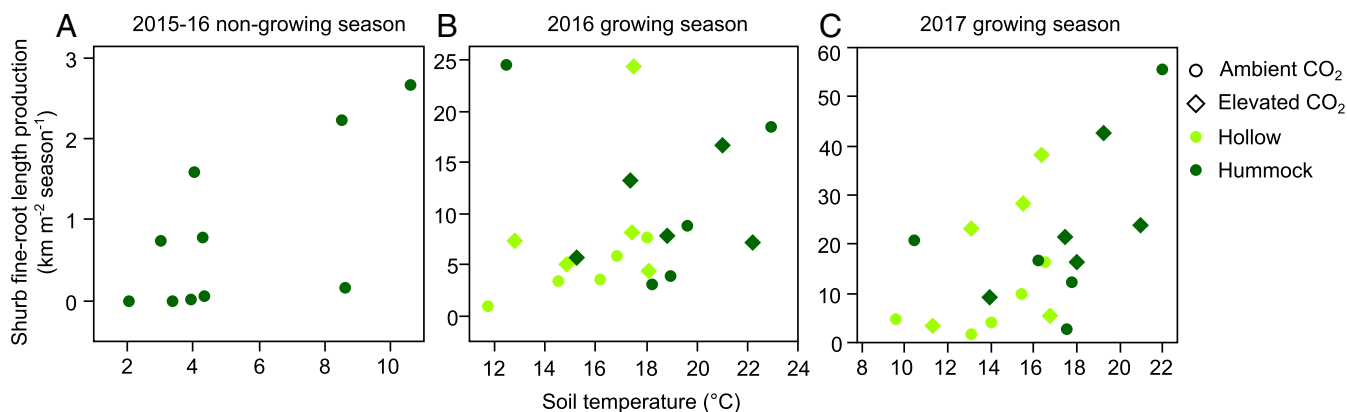 A 2015-16 non-growing season B 2016 growing season C 2017 growing season
Shurb fine-root length production
(km m⁻² season⁻¹)
3
2
1
0
2 4 6 8 10
25
20
15
10
5
0
12 14 16 18 20 22 24
60
50
40
30
20
10
0
8 10 12 14 16 18 20 22
Soil temperature (°C)
Ambient CO₂
Elevated CO₂
Hollow
Hummock